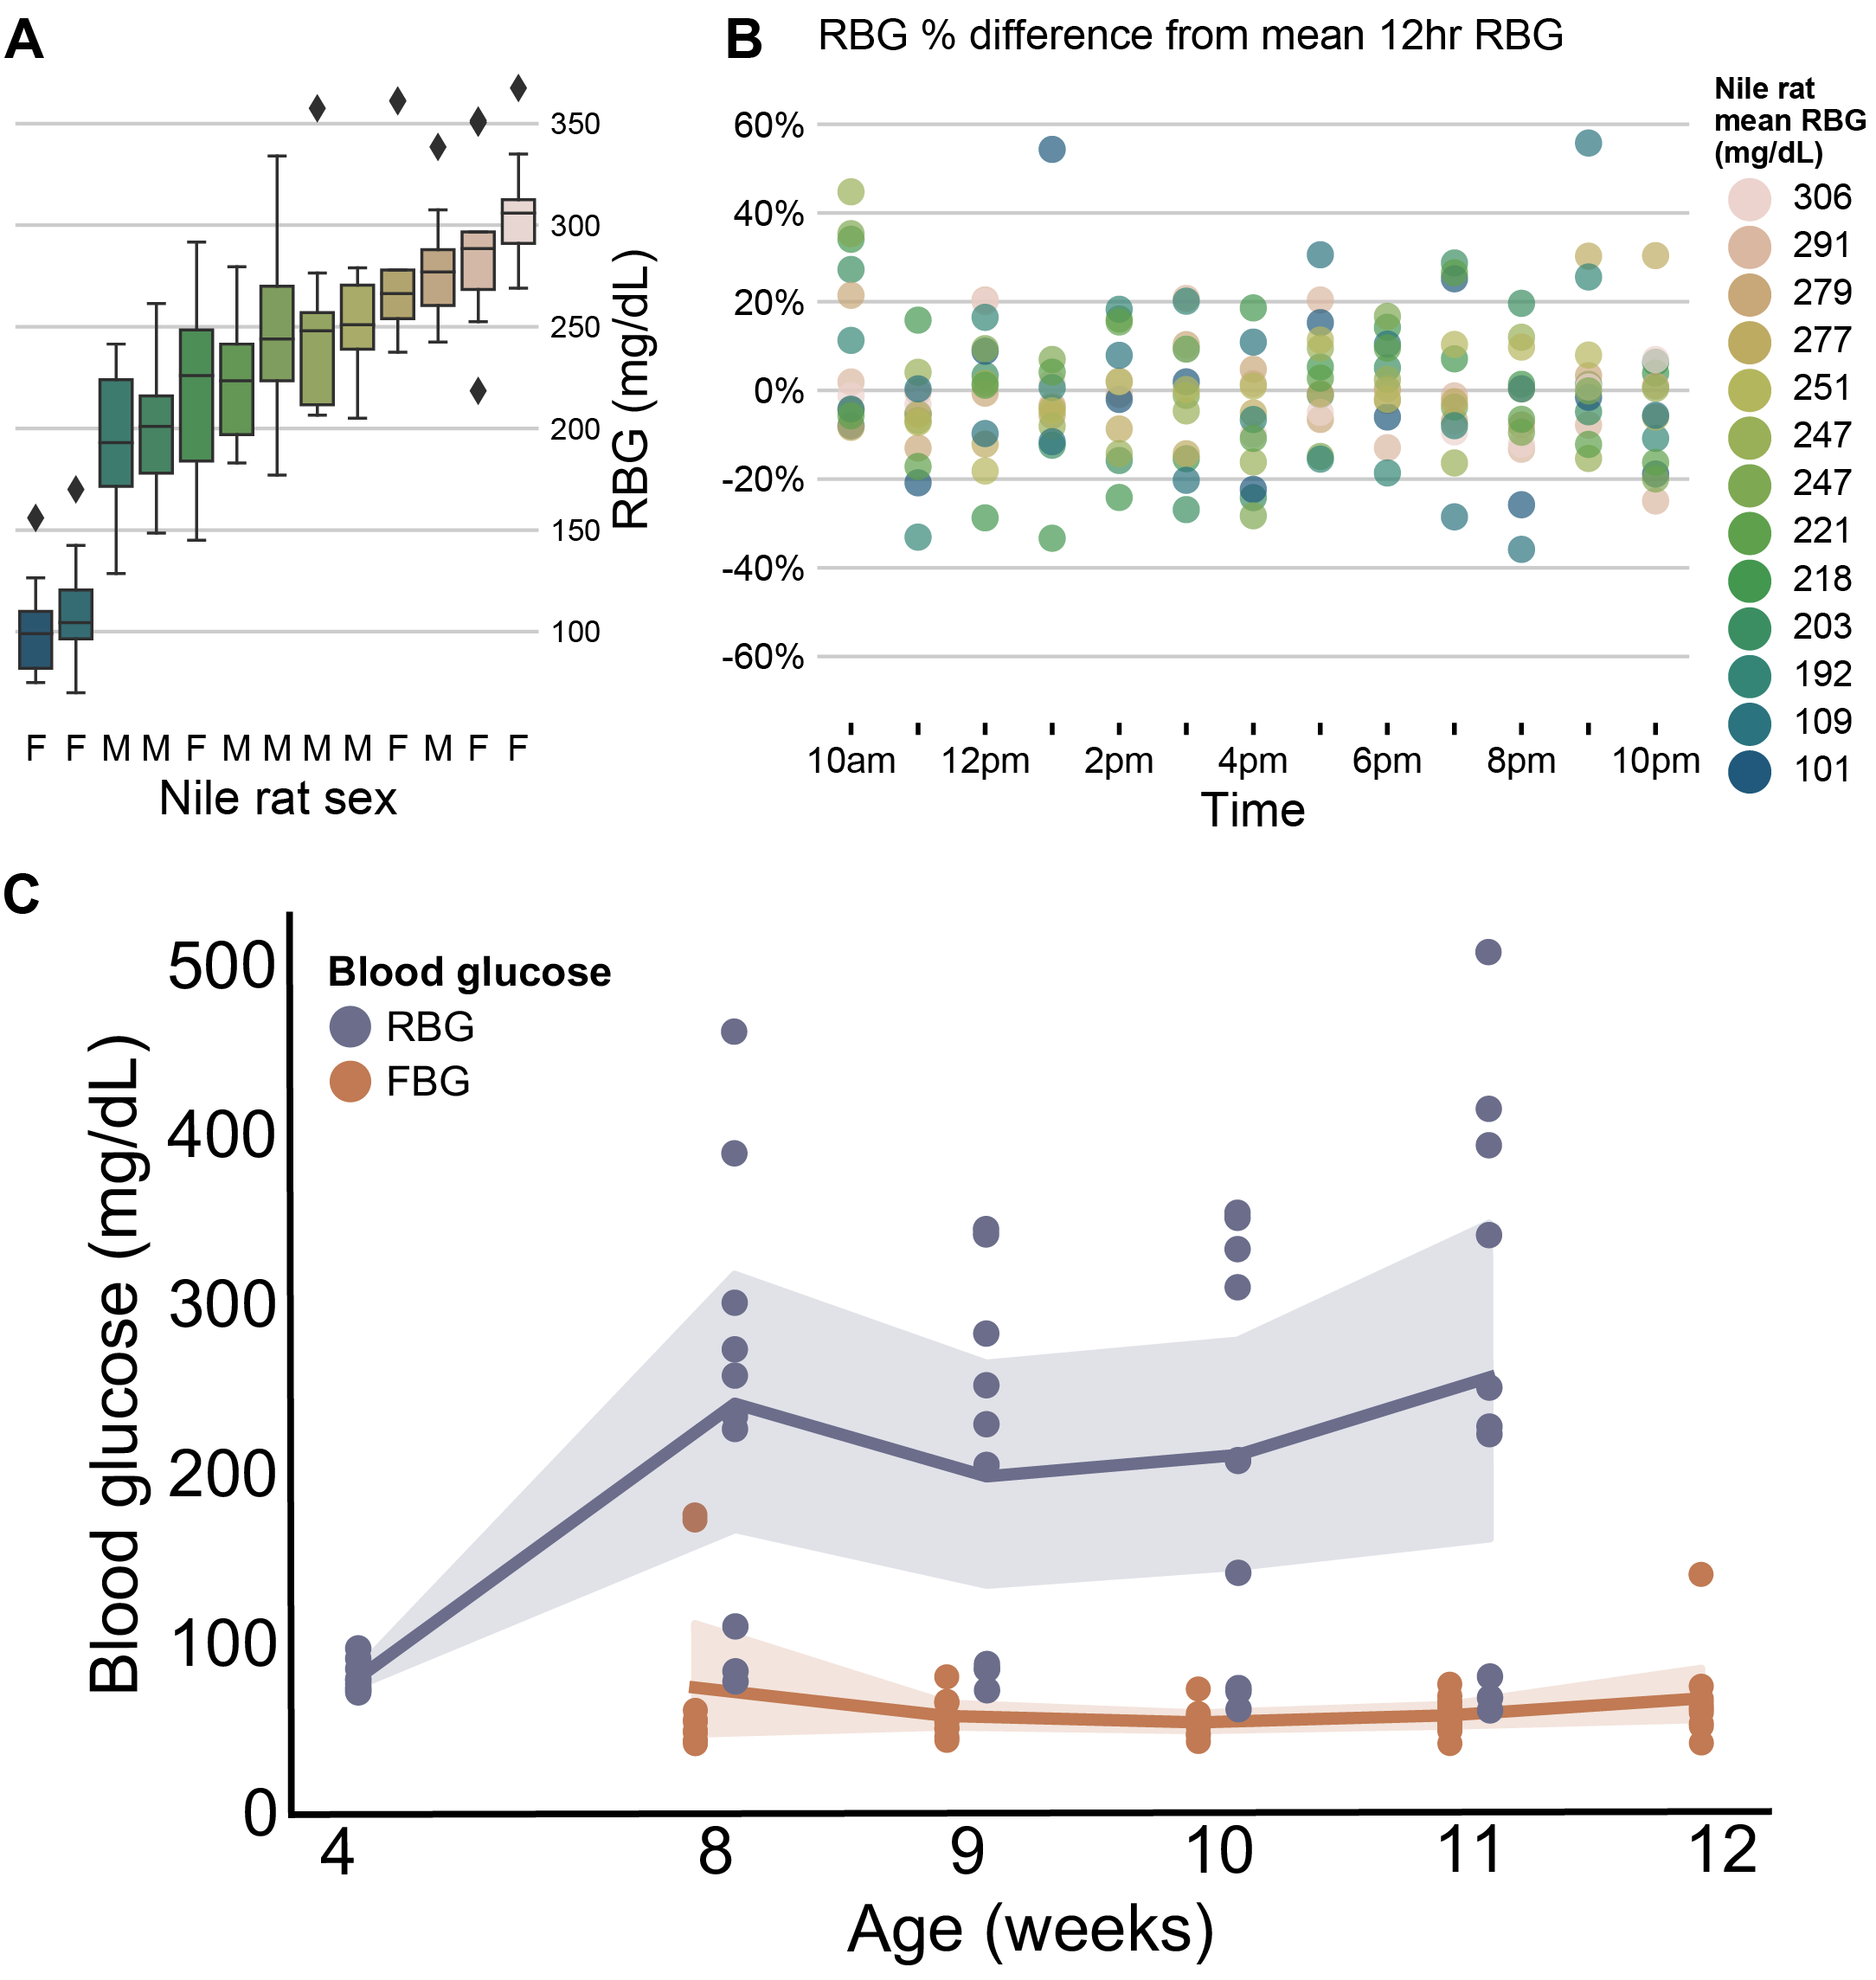 A
350
300
250
200
150
100
RBG (mg/dL)
F F M M F M M M M F M F F
Nile rat sex
B
RBG % difference from mean 12hr RBG
60%
40%
20%
0%
-20%
-40%
-60%
10am 12pm 2pm 4pm 6pm 8pm 10pm
Time
Nile rat
mean RBG
(mg/dL)
306
291
279
277
251
247
247
221
218
203
192
109
101
C
Blood glucose (mg/dL)
500
400
300
200
100
0
Blood glucose
RBG
FBG
4 8 9 10 11 12
Age (weeks)